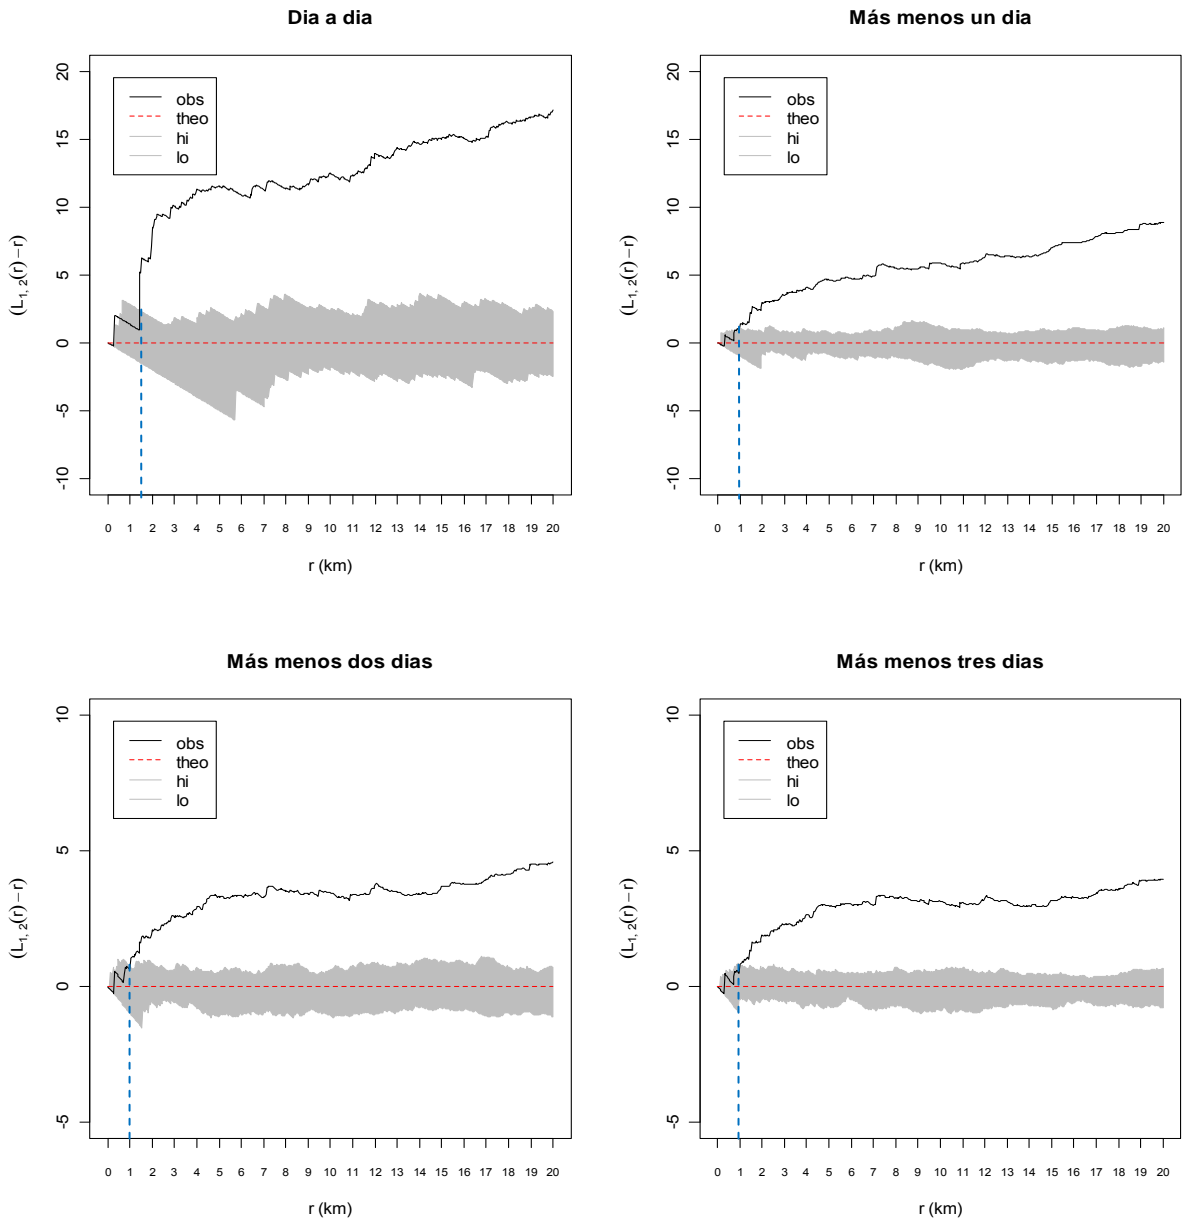 Dia a dia
(L1, 2(r)−r)
20
15
10
5
0
-5
-10
obs
theo
hi
lo
0 1 2 3 4 5 6 7 8 9 10 11 12 13 14 15 16 17 18 19 20
r (km)
Más menos un dia
(L1, 2(r)−r)
20
15
10
5
0
-5
-10
obs
theo
hi
lo
0 1 2 3 4 5 6 7 8 9 10 11 12 13 14 15 16 17 18 19 20
r (km)
Más menos dos dias
(L1, 2(r)−r)
10
5
0
-5
obs
theo
hi
lo
0 1 2 3 4 5 6 7 8 9 10 11 12 13 14 15 16 17 18 19 20
r (km)
Más menos tres dias
(L1, 2(r)−r)
10
5
0
-5
obs
theo
hi
lo
0 1 2 3 4 5 6 7 8 9 10 11 12 13 14 15 16 17 18 19 20
r (km)